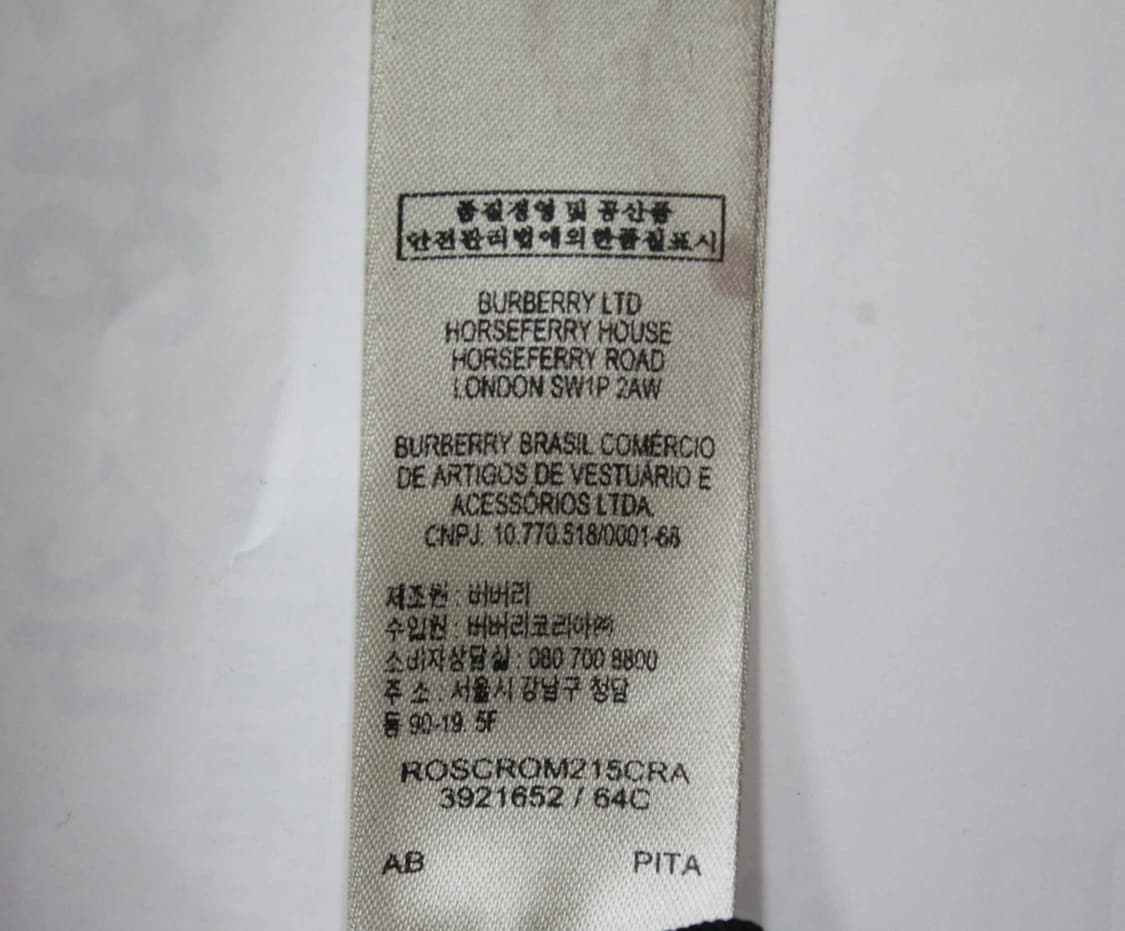 품질경영 및 공산품
안전관리법에의한품질표시
BURBERRY LTD
HORSEFERRY HOUSE
HORSEFERRY ROAD
LONDON SW1P 2AW
BURBERRY BRASIL COMÉRCIO
DE ARTIGOS DE VESTUÁRIO E
ACESSÓRIOS LTDA.
CNPJ. 10.770.518/0001-68
제조원 : 버버리
수입원 : 버버리코리아㈜
소비자상담실 : 080 700 8800
주 소 : 서울시 강남구 청담
동 90-19. 5F
ROSCROM215CRA
3921652 / 64C
AB PITA